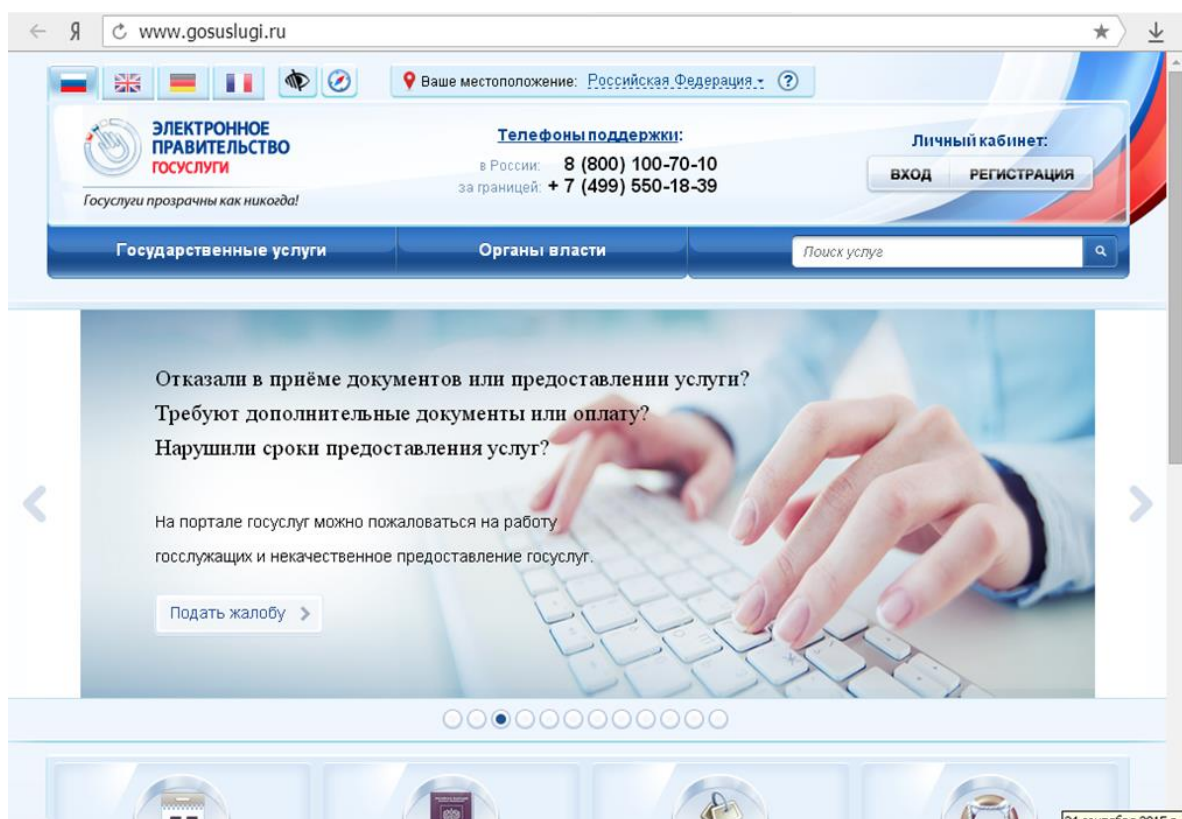 www.gosuslugi.ru
Ваше местоположение: Российская Федерация
ЭЛЕКТРОННОЕ
ПРАВИТЕЛЬСТВО
ГОСУСЛУГИ
Госуслуги прозрачны как никогда!
Телефоны поддержки:
в России: 8 (800) 100-70-10
за границей: + 7 (499) 550-18-39
Личный кабинет:
ВХОД РЕГИСТРАЦИЯ
Государственные услуги Органы власти Поиск услуг
Отказали в приёме документов или предоставлении услуги?
Требуют дополнительные документы или оплату?
Нарушили сроки предоставления услуг?
На портале госуслуг можно пожаловаться на работу
госслужащих и некачественное предоставление госуслуг.
Подать жалобу